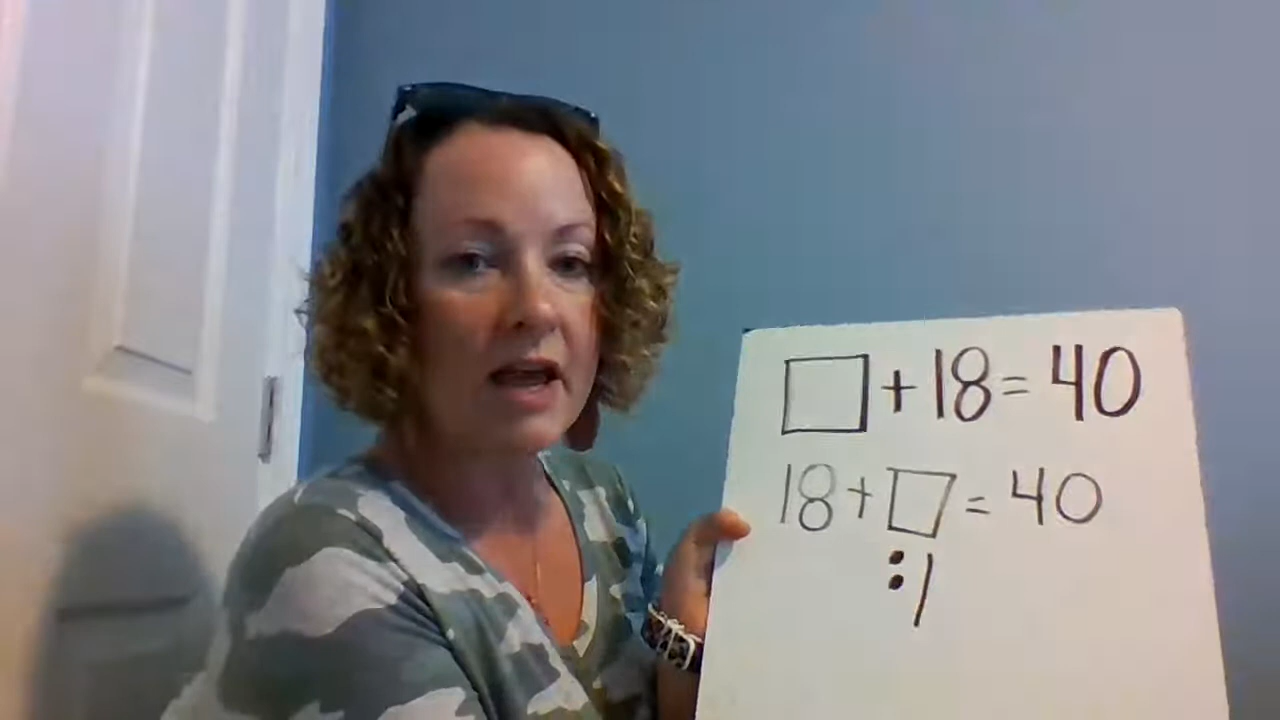 □ + 18 = 40
18 + □ = 40